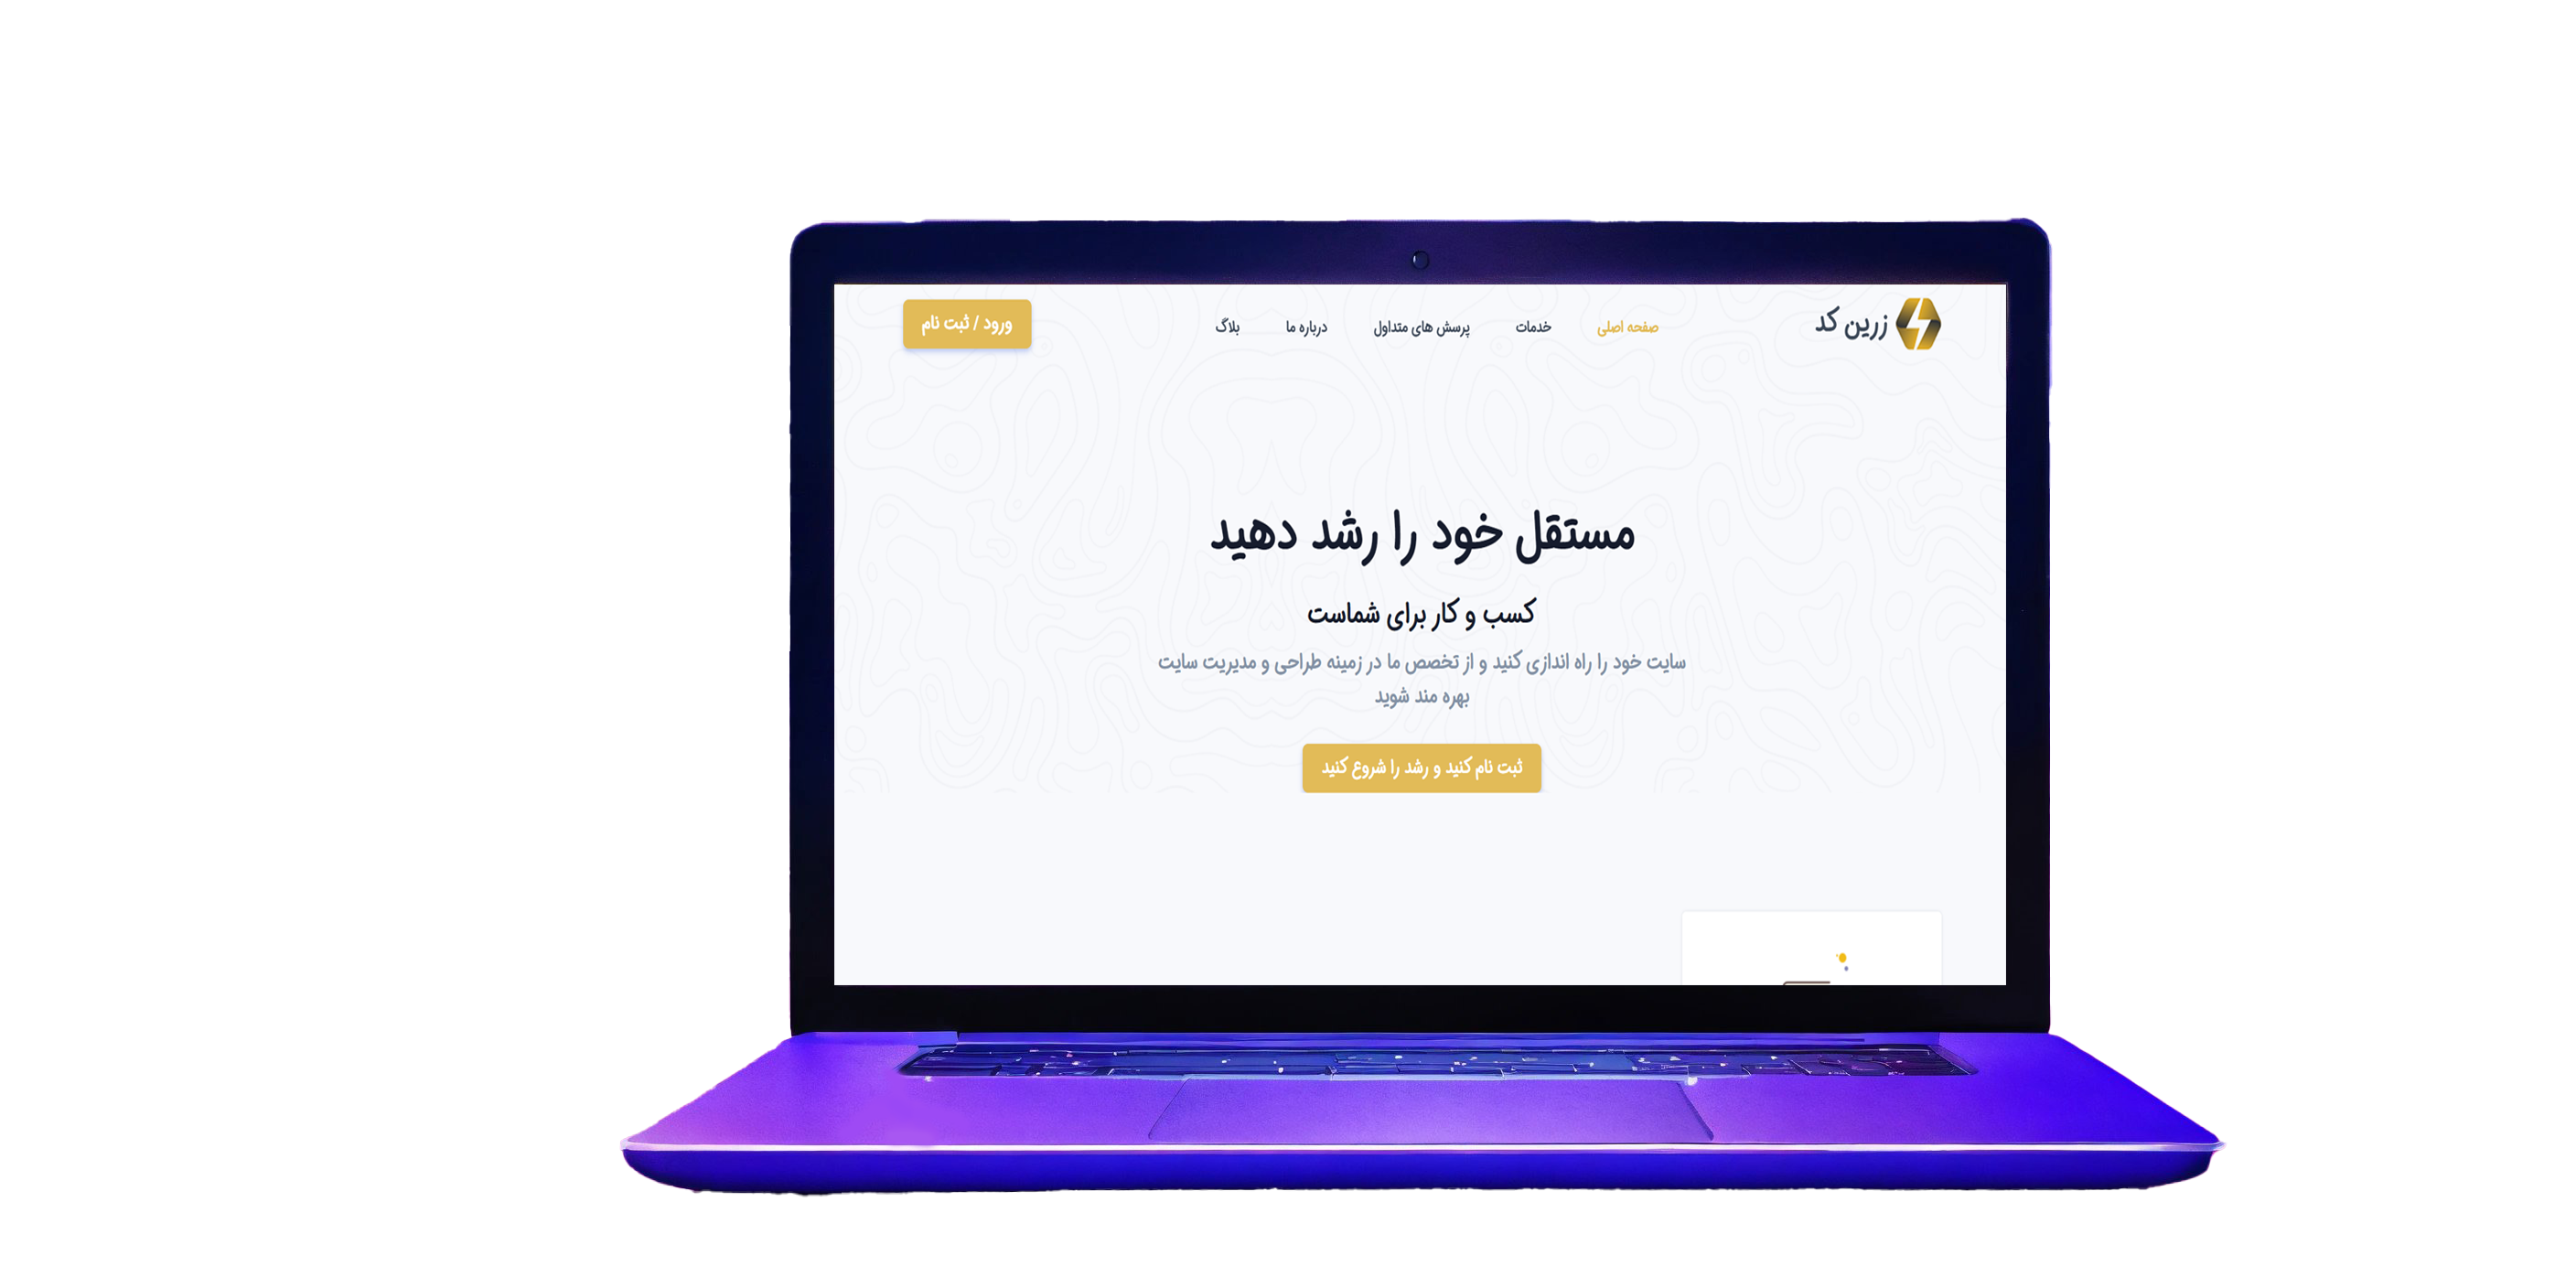 زرین کد
صفحه اصلی
خدمات
پرسش های متداول
درباره ما
بلاگ
ورود / ثبت نام
مستقل خود را رشد دهید
کسب و کار برای شماست
سایت خود را راه اندازی کنید و از تخصص ما در زمینه طراحی و مدیریت سایت
بهره مند شوید
ثبت نام کنید و رشد را شروع کنید